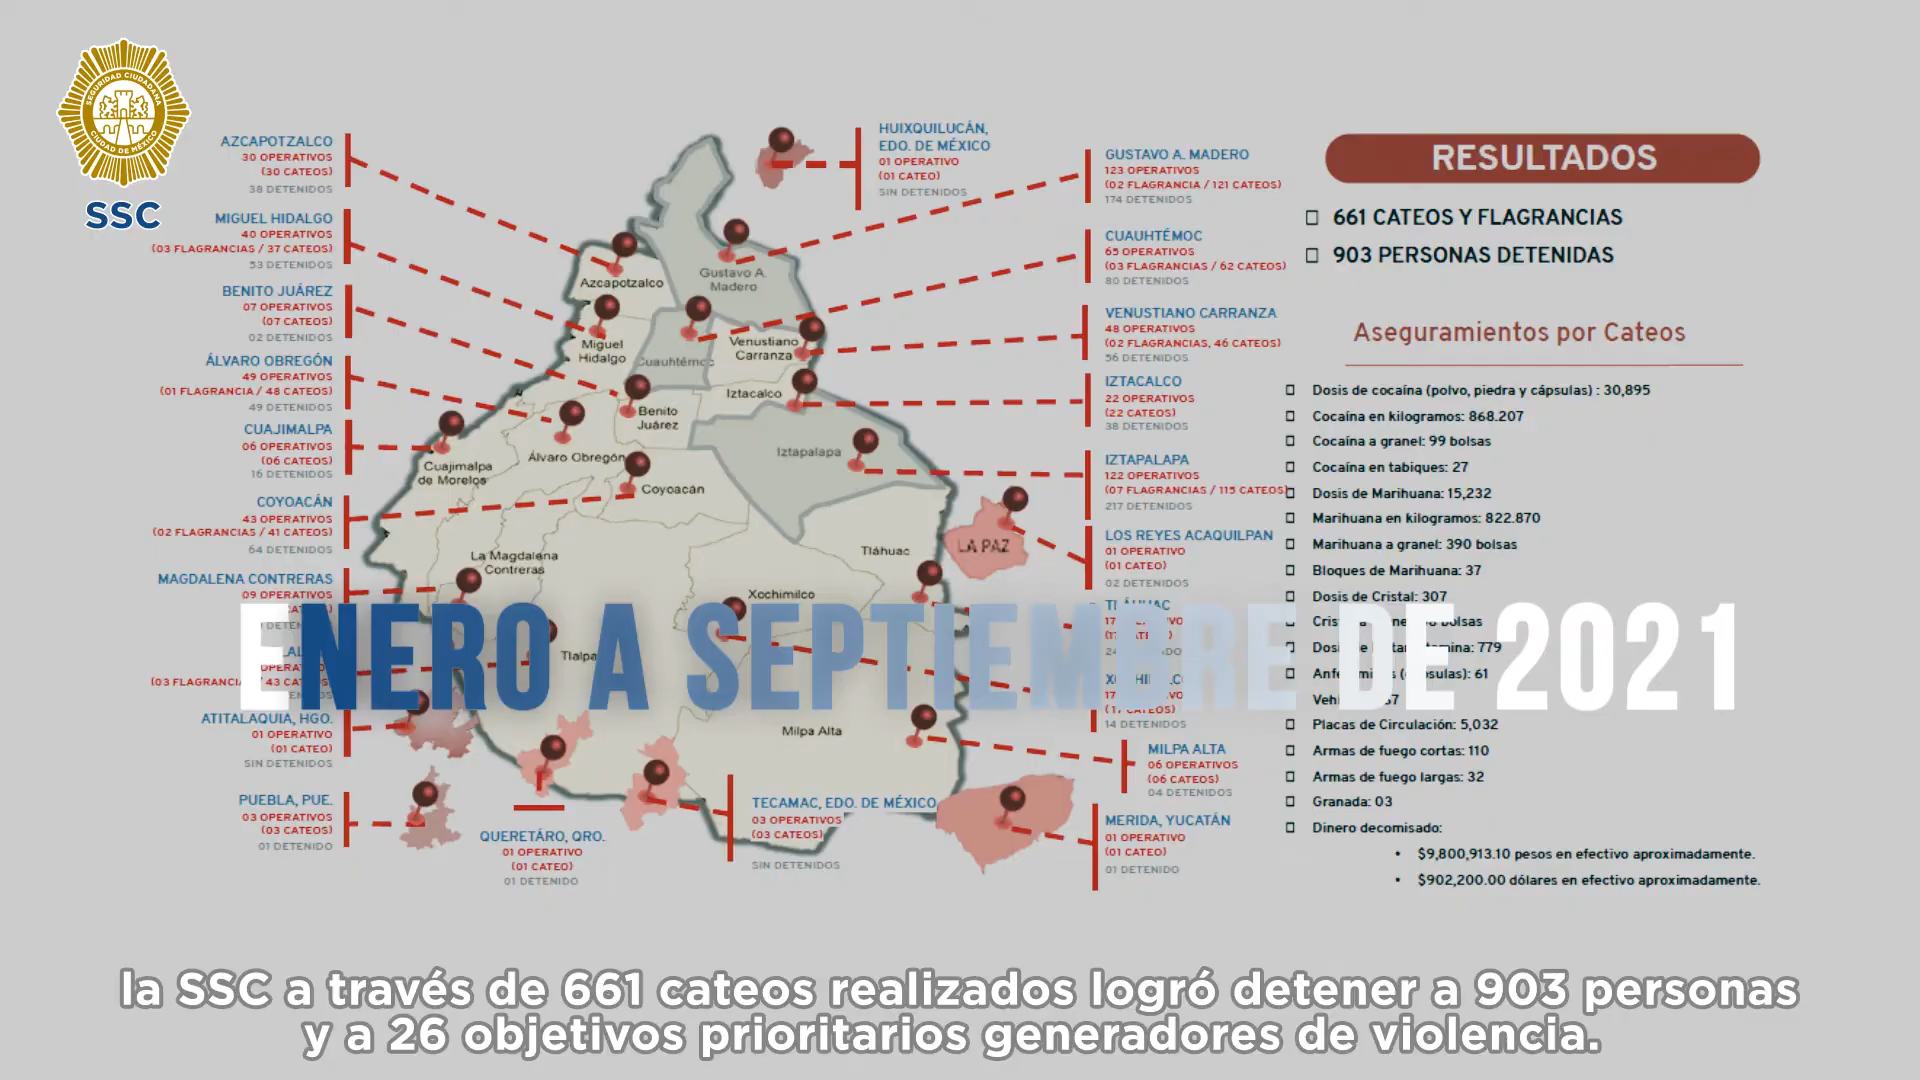 SEGURIDAD CIUDADANA
CIUDAD DE MÉXICO
SSC
AZCAPOTZALCO
30 OPERATIVOS
(30 CATEOS)
38 DETENIDOS
MIGUEL HIDALGO
40 OPERATIVOS
(03 FLAGRANCIAS / 37 CATEOS)
53 DETENIDOS
BENITO JUÁREZ
07 OPERATIVOS
(07 CATEOS)
02 DETENIDOS
ÁLVARO OBREGÓN
49 OPERATIVOS
(01 FLAGRANCIA / 48 CATEOS)
49 DETENIDOS
CUAJIMALPA
06 OPERATIVOS
(06 CATEOS)
16 DETENIDOS
COYOACÁN
43 OPERATIVOS
(02 FLAGRANCIA / 41 CATEOS)
64 DETENIDOS
MAGDALENA CONTRERAS
09 OPERATIVOS
(03 FLAGRANCIA / 43
ATITALAQUIA, HGO.
01 OPERATIVO
(01 CATEO)
SIN DETENIDOS
PUEBLA, PUE.
03 OPERATIVOS
(03 CATEOS)
01 DETENIDO
QUERETÁRO, QRO.
01 OPERATIVO
(01 CATEO)
01 DETENIDO
TECAMAC, EDO. DE MÉXICO
03 OPERATIVOS
(03 CATEOS)
SIN DETENIDOS
HUIXQUILUCÁN,
EDO. DE MÉXICO
01 OPERATIVO
(01 CATEO)
SIN DETENIDOS
Azcapotzalco
Gustavo A.
Madero
Miguel
Hidalgo
Cuauhtémoc
Venustiano
Carranza
Iztacalco
Benito
Juárez
Iztapalapa
Álvaro Obregón
Cuajimalpa
de Morelos
Coyoacán
La Magdalena
Contreras
Tláhuac
LA PAZ
Xochimilco
Tlalpa
Milpa Alta
GUSTAVO A. MADERO
123 OPERATIVOS
(02 FLAGRANCIA / 121 CATEOS)
174 DETENIDOS
CUAUHTÉMOC
65 OPERATIVOS
(03 FLAGRANCIAS / 62 CATEOS)
80 DETENIDOS
VENUSTIANO CARRANZA
48 OPERATIVOS
(02 FLAGRANCIAS, 46 CATEOS)
56 DETENIDOS
IZTACALCO
22 OPERATIVOS
(22 CATEOS)
38 DETENIDOS
IZTAPALAPA
122 OPERATIVOS
(07 FLAGRANCIAS / 115 CATEOS)
217 DETENIDOS
LOS REYES ACAQUILPAN
01 OPERATIVO
(01 CATEO)
02 DETENIDOS
14 DETENIDOS
MILPA ALTA
06 OPERATIVOS
(06 CATEOS)
04 DETENIDOS
MERIDA, YUCATÁN
01 OPERATIVO
(01 CATEO)
01 DETENIDO
RESULTADOS
661 CATEOS Y FLAGRANCIAS
903 PERSONAS DETENIDAS
Aseguramientos por Cateos
Dosis de cocaína (polvo, piedra y cápsulas) : 30,895
Cocaína en kilogramos: 868.207
Cocaína a granel: 99 bolsas
Cocaína en tabiques: 27
Dosis de Marihuana: 15,232
Marihuana en kilogramos: 822.870
Marihuana a granel: 390 bolsas
Bloques de Marihuana: 37
Dosis de Cristal: 307
bolsas
779
61
Placas de Circulación: 5,032
Armas de fuego cortas: 110
Armas de fuego largas: 32
Granada: 03
Dinero decomisado:
• $9,800,913.10 pesos en efectivo aproximadamente.
• $902,200.00 dólares en efectivo aproximadamente.
ENERO A SEPTIEMBRE DE 2021
la SSC a través de 661 cateos realizados logró detener a 903 personas
y a 26 objetivos prioritarios generadores de violencia.